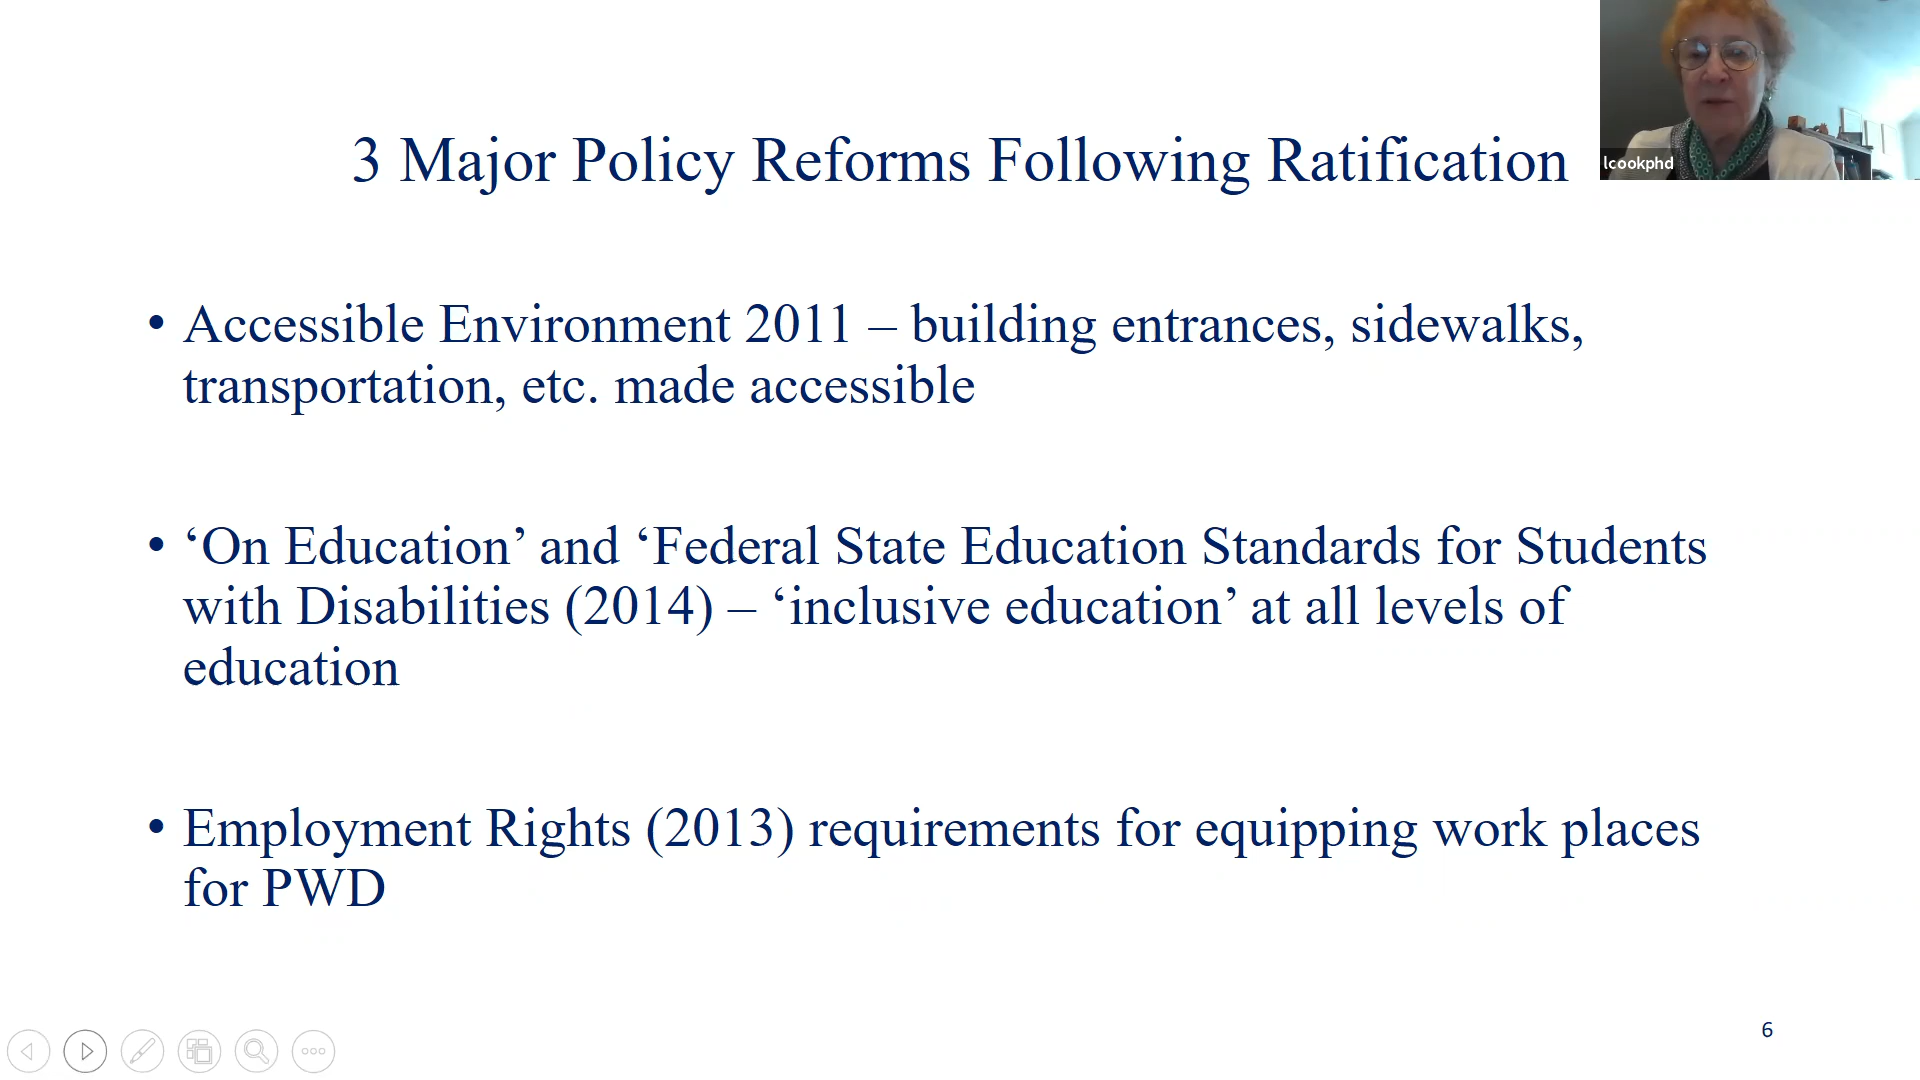 3 Major Policy Reforms Following Ratification
lcookphd
• Accessible Environment 2011 – building entrances, sidewalks,
transportation, etc. made accessible
• ‘On Education’ and ‘Federal State Education Standards for Students
with Disabilities (2014) – ‘inclusive education’ at all levels of
education
• Employment Rights (2013) requirements for equipping work places
for PWD
6